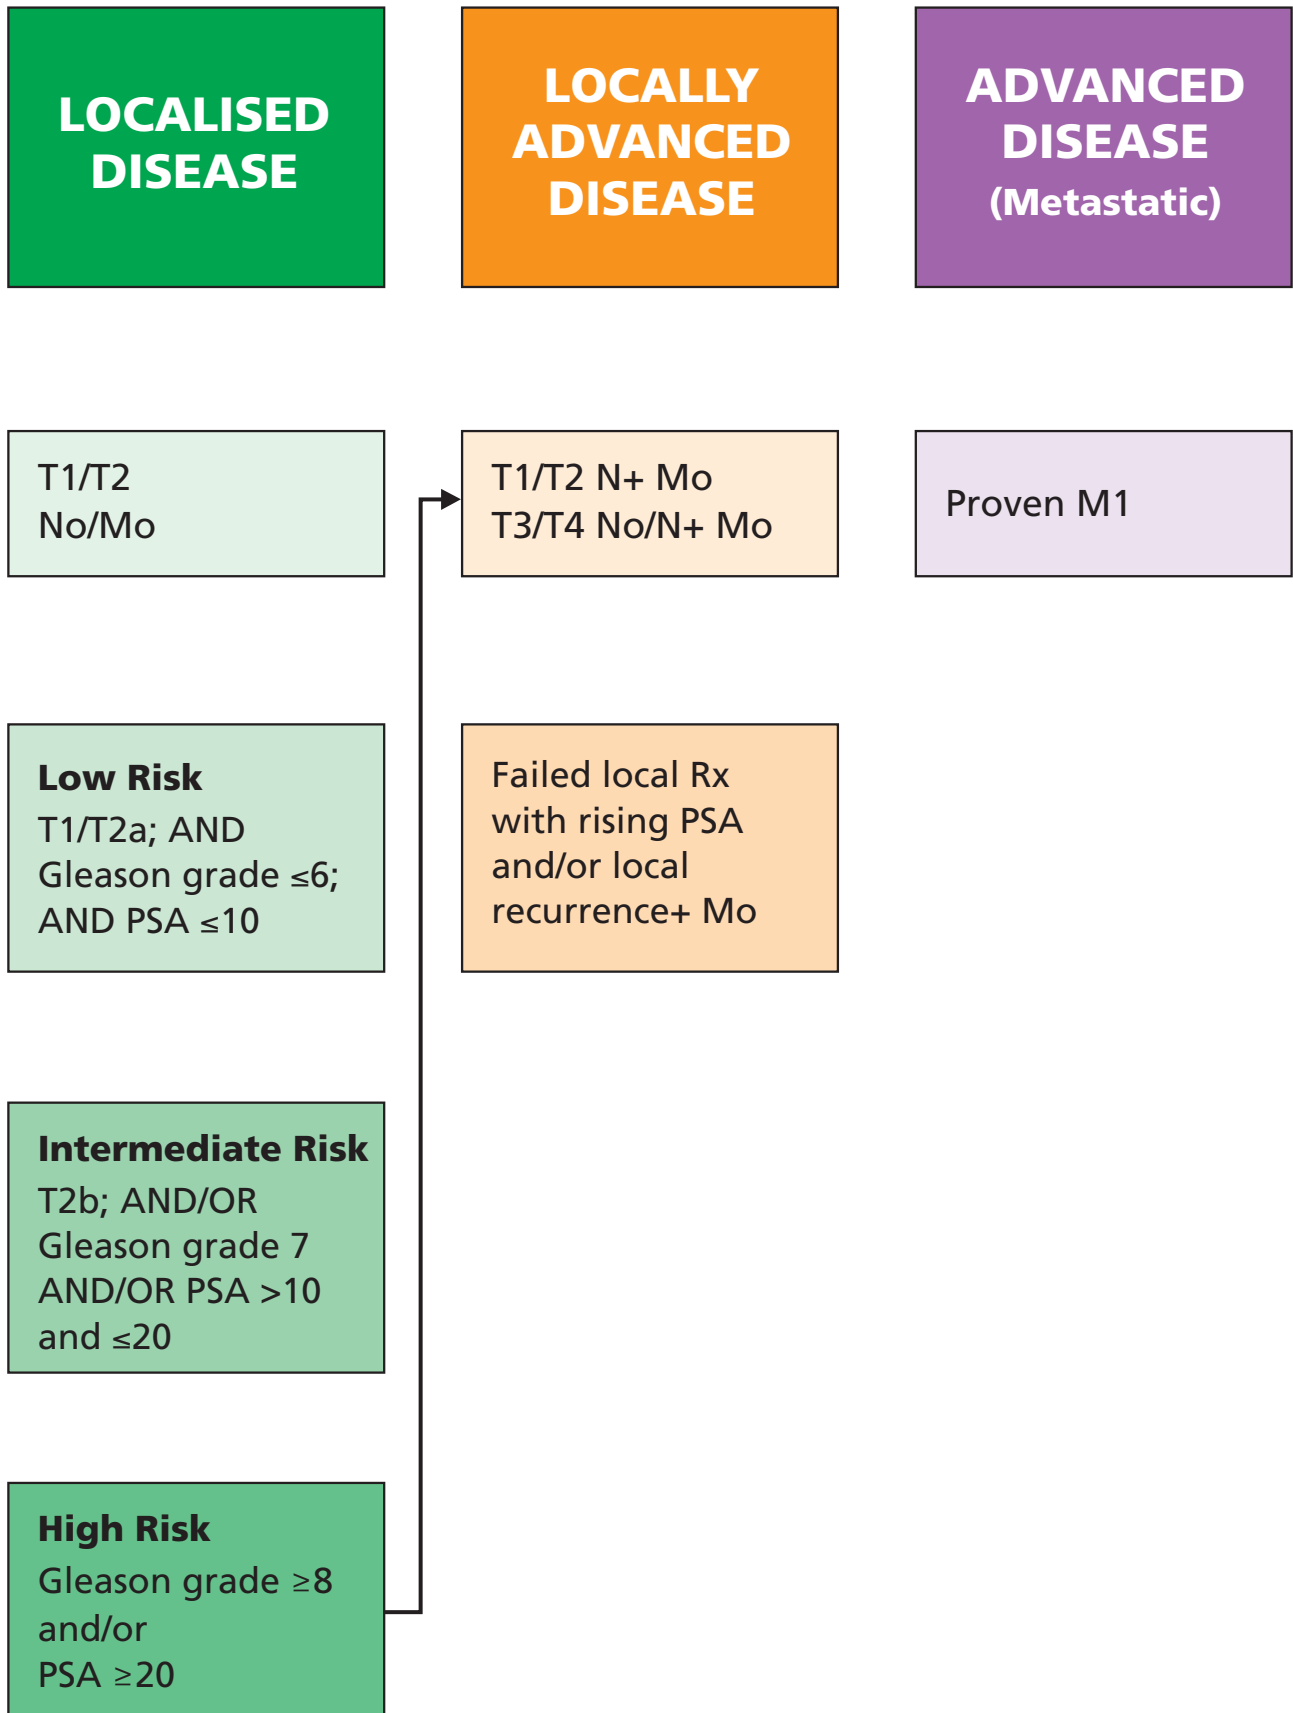 LOCALISED
DISEASE
LOCALLY
ADVANCED
DISEASE
ADVANCED
DISEASE
(Metastatic)
T1/T2
No/Mo
T1/T2 N+ Mo
T3/T4 No/N+ Mo
Proven M1
Low Risk
T1/T2a; AND
Gleason grade ≤6;
AND PSA ≤10
Failed local Rx
with rising PSA
and/or local
recurrence+ Mo
Intermediate Risk
T2b; AND/OR
Gleason grade 7
AND/OR PSA >10
and ≤20
High Risk
Gleason grade ≥8
and/or
PSA ≥20